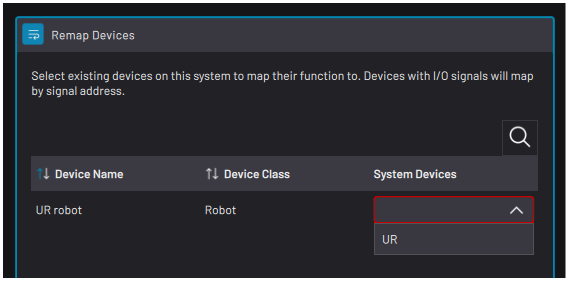 Remap Devices
Select existing devices on this system to map their function to. Devices with I/O signals will map
by signal address.
Device Name Device Class System Devices
UR robot Robot
UR